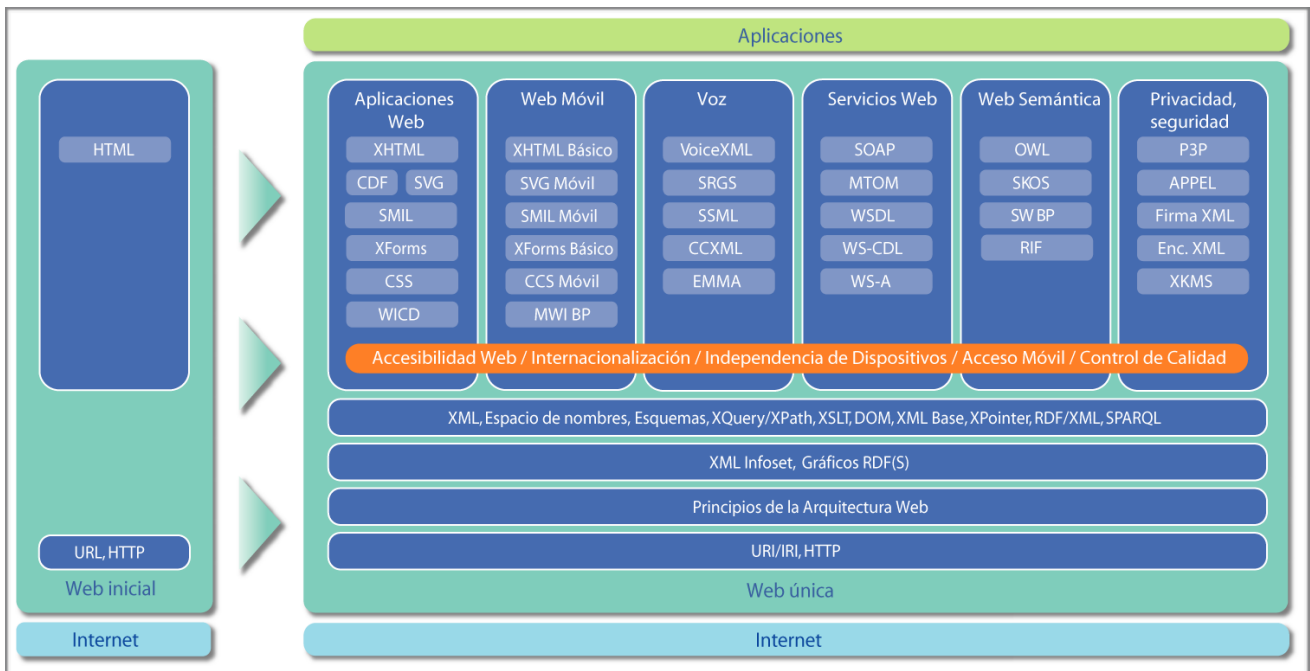 Aplicaciones
HTML
URL, HTTP
Web inicial
Internet
Aplicaciones
Web
XHTML
CDF
SVG
SMIL
XForms
CSS
WICD
Web Móvil
XHTML Básico
SVG Móvil
SMIL Móvil
XForms Básico
CCS Móvil
MWI BP
Voz
VoiceXML
SRGS
SSML
CCXML
EMMA
Servicios Web
SOAP
MTOM
WSDL
WS-CDL
WS-A
Web Semántica
OWL
SKOS
SW BP
RIF
Privacidad,
seguridad
P3P
APPEL
Firma XML
Enc. XML
XKMS
Accesibilidad Web / Internacionalización / Independencia de Dispositivos / Acceso Móvil / Control de Calidad
XML, Espacio de nombres, Esquemas, XQuery/XPath, XSLT, DOM, XML Base, XPointer, RDF/XML, SPARQL
XML Infoset, Gráficos RDF(S)
Principios de la Arquitectura Web
URI/IRI, HTTP
Web única
Internet